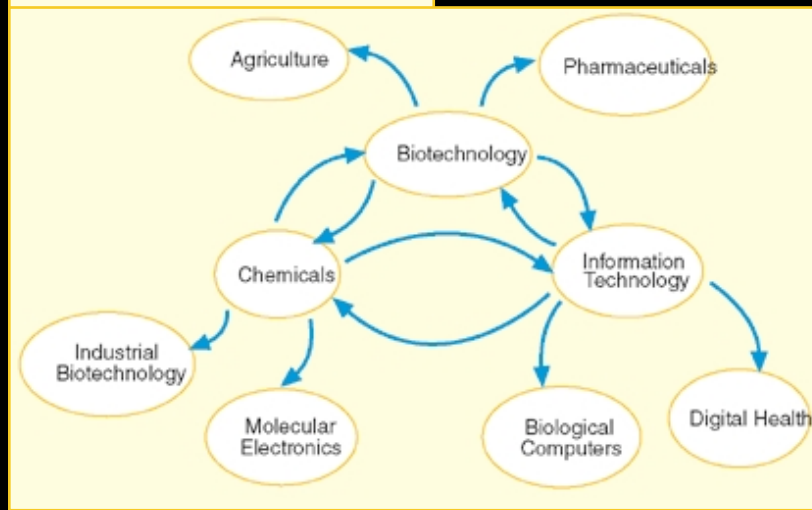 Agriculture
Pharmaceuticals
Biotechnology
Chemicals
Information
Technology
Industrial
Biotechnology
Molecular
Electronics
Biological
Computers
Digital Health